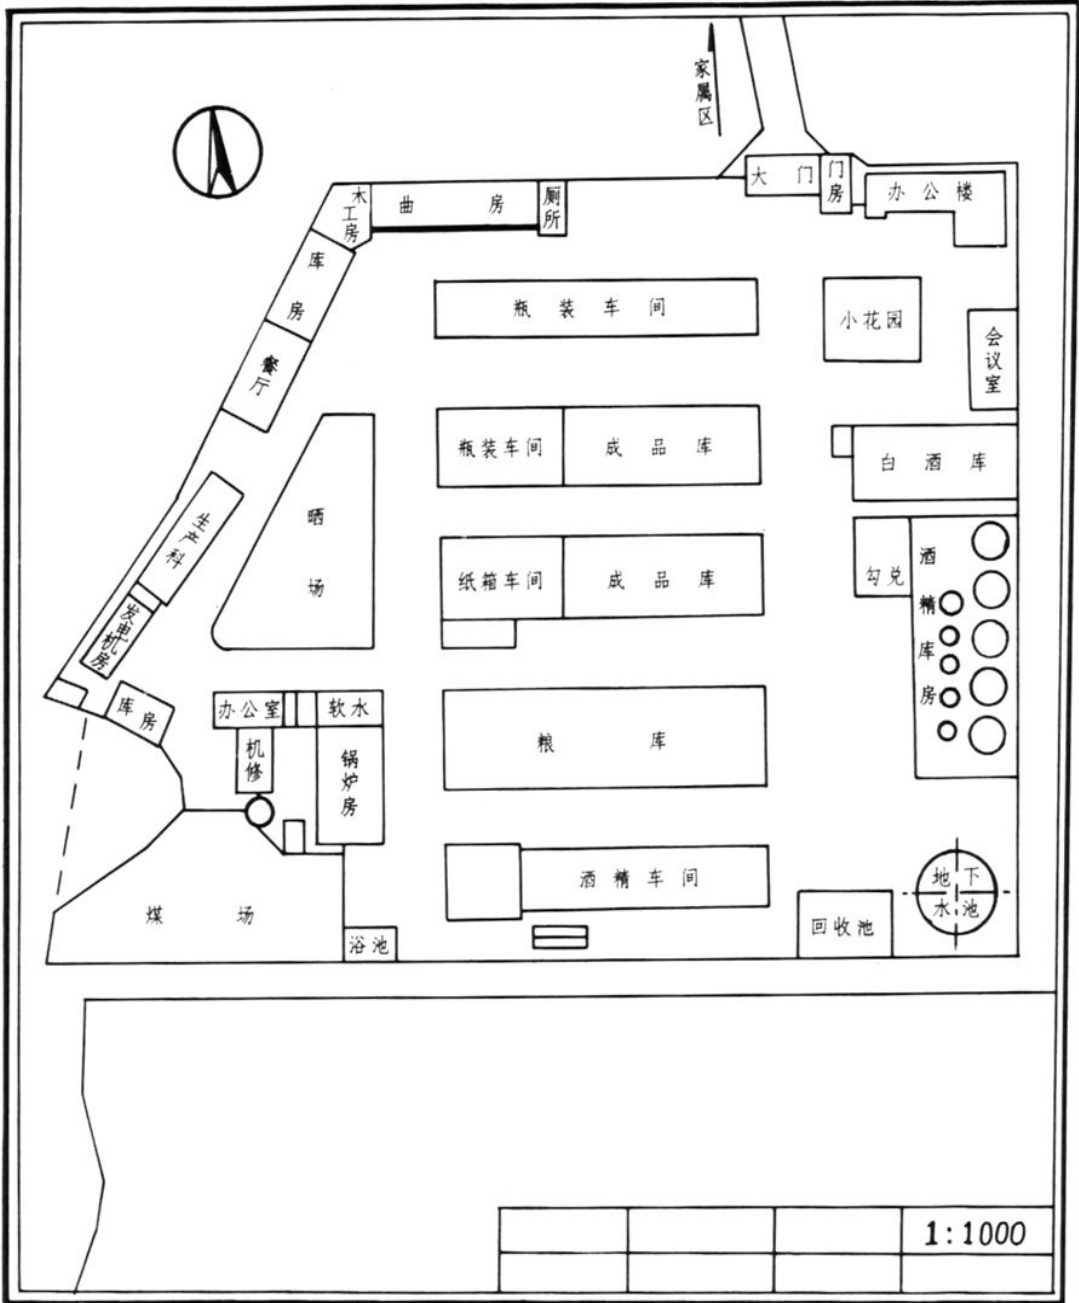 家属区
大门
门房
办公楼
木工房
曲房
厕所
库房
瓶装车间
小花园
会议室
餐厅
瓶装车间
成品库
白酒库
晒场
生产科
纸箱车间
成品库
勾兑
酒精库房
发电机房
库房
办公室
软水
机修
锅炉房
粮库
酒精车间
地下水池
煤场
浴池
回收池
1:1000